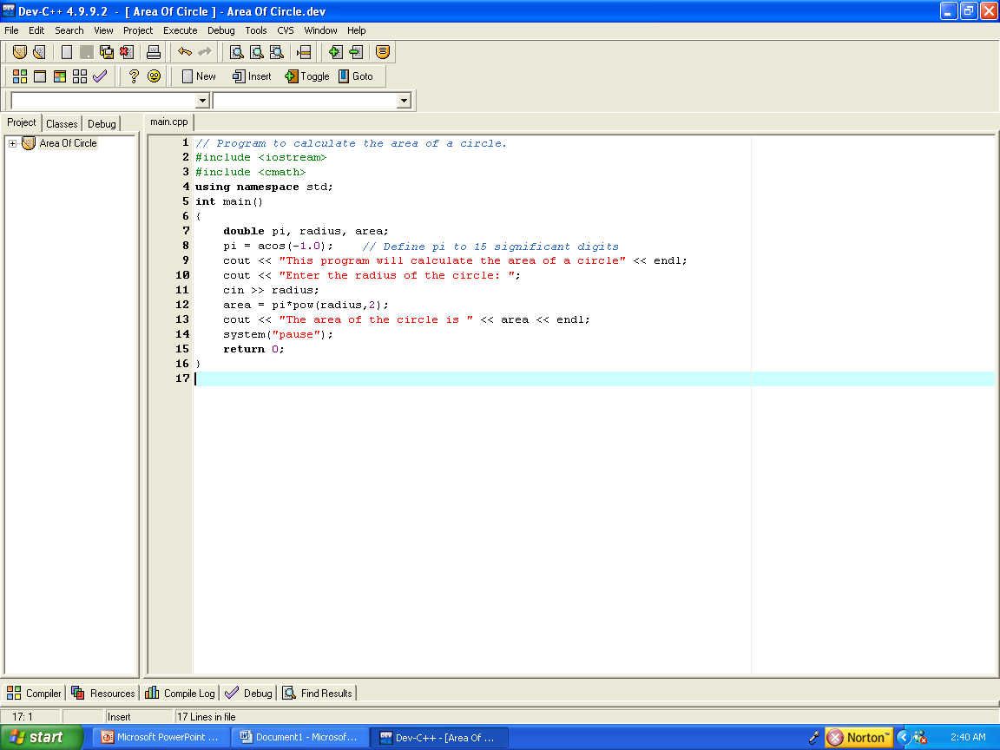 Dev-C++ 4.9.9.2 - [ Area Of Circle ] - Area Of Circle.dev
File Edit Search View Project Execute Debug Tools CVS Window Help
New Insert Toggle Goto
Project Classes Debug
main.cpp
Area Of Circle
1 // Program to calculate the area of a circle.
2 #include <iostream>
3 #include <cmath>
4 using namespace std;
5 int main()
6 {
7     double pi, radius, area;
8     pi = acos(-1.0);    // Define pi to 15 significant digits
9     cout << "This program will calculate the area of a circle" << endl;
10     cout << "Enter the radius of the circle: ";
11     cin >> radius;
12     area = pi*pow(radius,2);
13     cout << "The area of the circle is " << area << endl;
14     system("pause");
15     return 0;
16 }
17
Compiler Resources Compile Log Debug Find Results
17: 1 Insert 17 Lines in file
start Microsoft PowerPoint ... Document1 - Microsof... Dev-C++ - [Area Of ... Norton™ 2:40 AM